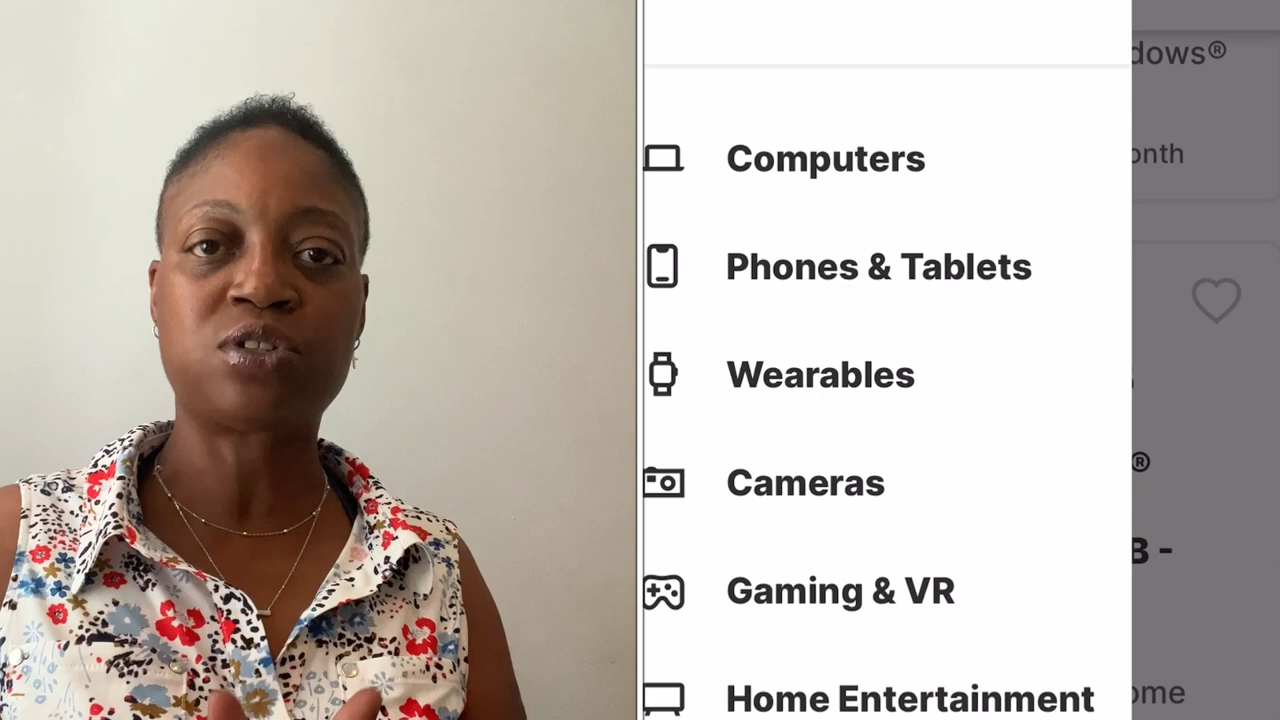 dows®
onth
Computers
Phones & Tablets
Wearables
®
Cameras
B -
Gaming & VR
Home Entertainment
ome